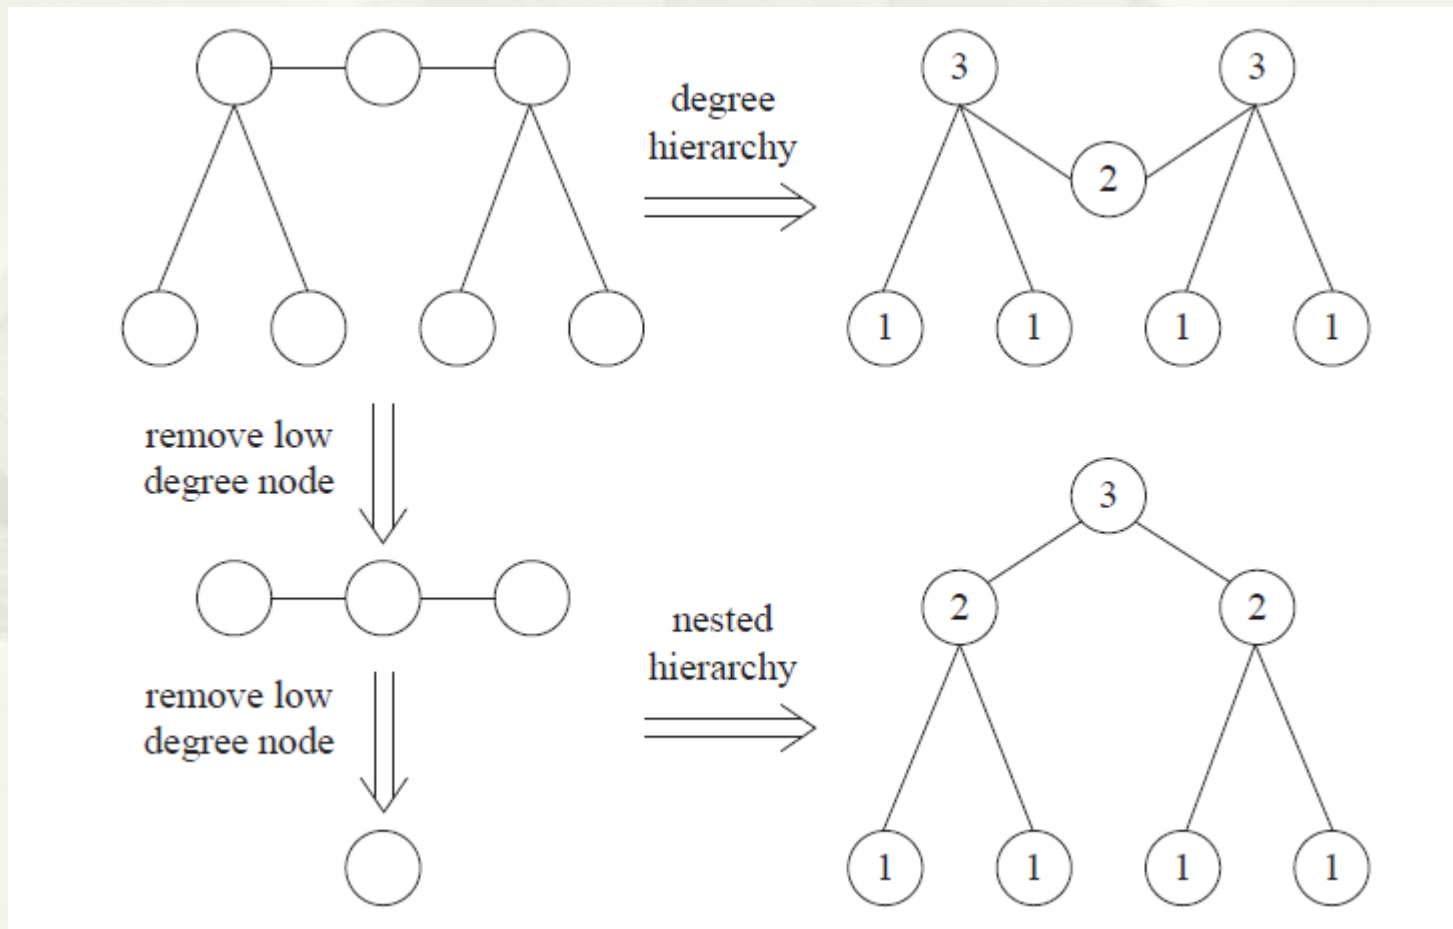 3 3
degree
hierarchy
2
1 1 1 1
remove low
degree node
3
2 2
nested
hierarchy
remove low
degree node
1 1 1 1